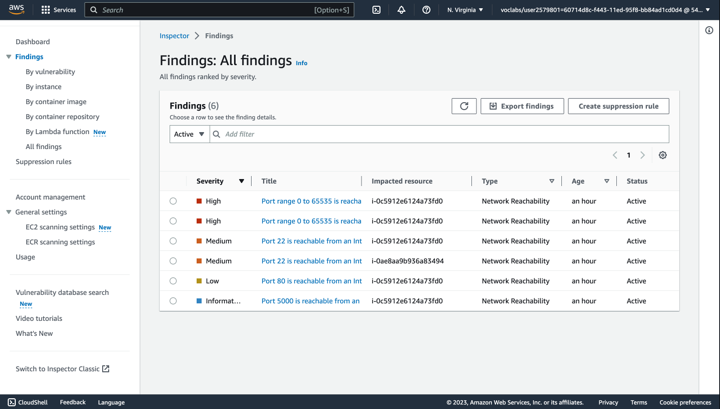 aws
Services
Search
[Option+S]
N. Virginia
voclabs/user2579801=60714d8c-f443-11ed-95f8-bb84ad1cd0d4 @ 54...
Dashboard
Findings
By vulnerability
By instance
By container image
By container repository
By Lambda function New
All findings
Suppression rules
Account management
General settings
EC2 scanning settings New
ECR scanning settings
Usage
Vulnerability database search
New
Video tutorials
What's New
Switch to Inspector Classic
Inspector > Findings
Findings: All findings Info
All findings ranked by severity.
Findings (6)
Choose a row to see the finding details.
Export findings
Create suppression rule
Active
Add filter
1
Severity Title Impacted resource Type Age Status
High Port range 0 to 65535 is reacha i-0c5912e6124a73fd0 Network Reachability an hour Active
High Port range 0 to 65535 is reacha i-0c5912e6124a73fd0 Network Reachability an hour Active
Medium Port 22 is reachable from an Int i-0c5912e6124a73fd0 Network Reachability an hour Active
Medium Port 22 is reachable from an Int i-0ae8aa9b936a83494 Network Reachability an hour Active
Low Port 80 is reachable from an Int i-0c5912e6124a73fd0 Network Reachability an hour Active
Informat... Port 5000 is reachable from an i-0c5912e6124a73fd0 Network Reachability an hour Active
CloudShell Feedback Language © 2023, Amazon Web Services, Inc. or its affiliates. Privacy Terms Cookie preferences